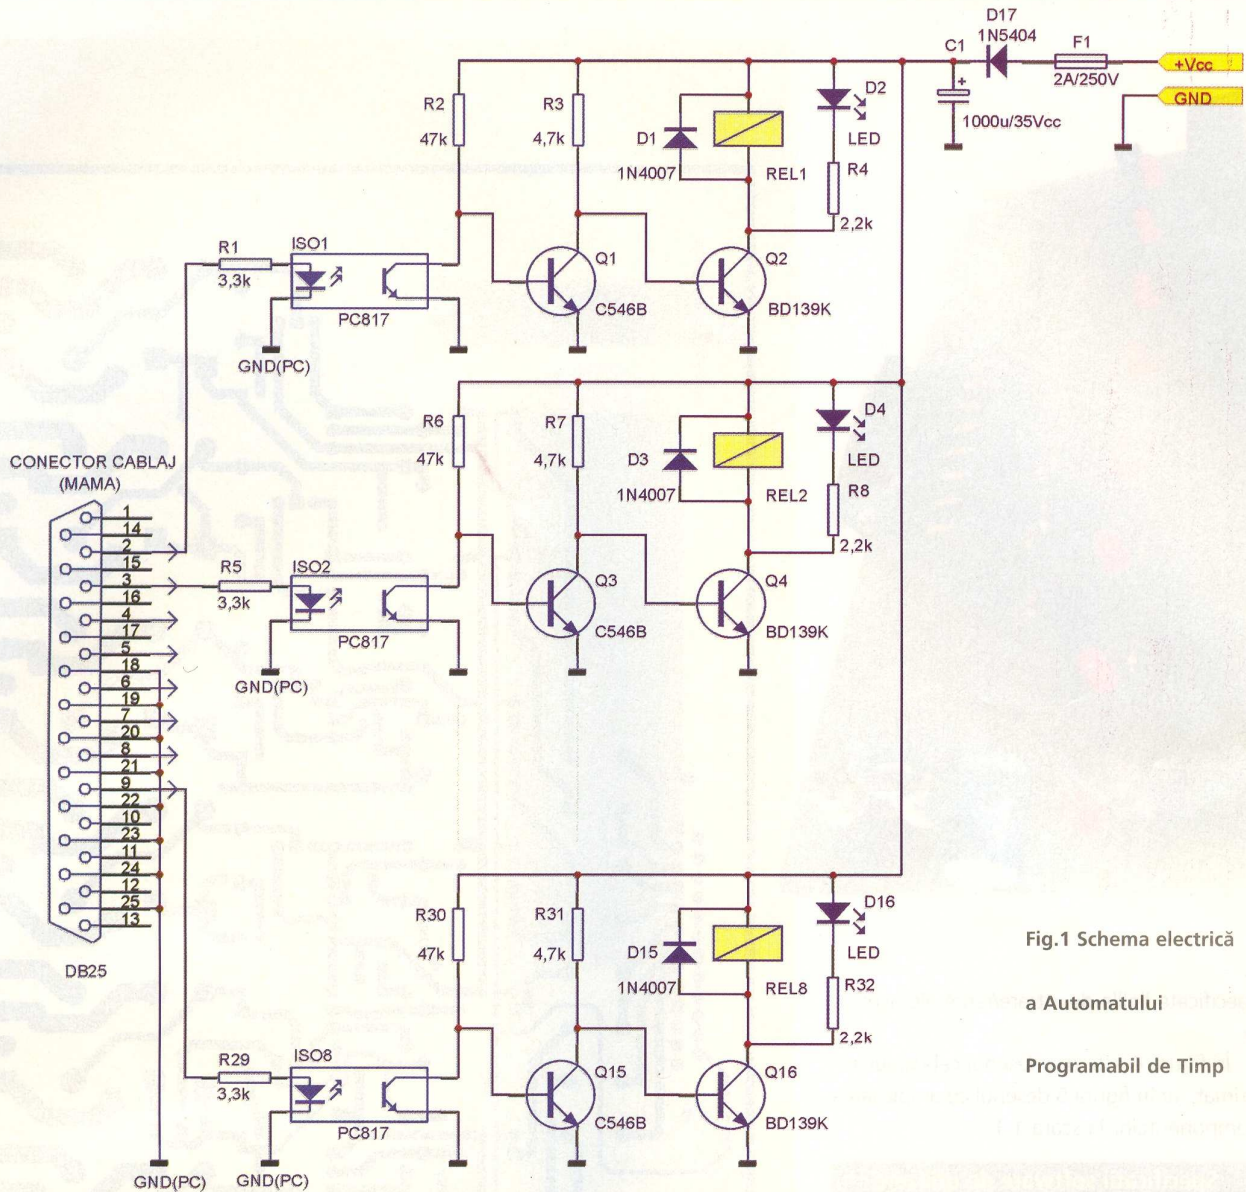 D17
1N5404
C1
F1
+Vcc
2A/250V
GND
1000u/35Vcc
R2
47k
R3
4,7k
D1
1N4007
REL1
D2
LED
R4
2,2k
R1
3,3k
ISO1
PC817
GND(PC)
Q1
C546B
Q2
BD139K
R6
47k
R7
4,7k
D3
1N4007
REL2
D4
LED
R8
2,2k
CONECTOR CABLAJ
(MAMA)
1
14
2
15
3
16
4
17
5
18
6
19
7
20
8
21
9
22
10
23
11
24
12
25
13
DB25
R5
3,3k
ISO2
PC817
GND(PC)
Q3
C546B
Q4
BD139K
R30
47k
R31
4,7k
D15
1N4007
REL8
D16
LED
R32
2,2k
R29
3,3k
ISO8
PC817
GND(PC)
GND(PC)
Q15
C546B
Q16
BD139K
Fig.1 Schema electrică
a Automatului
Programabil de Timp